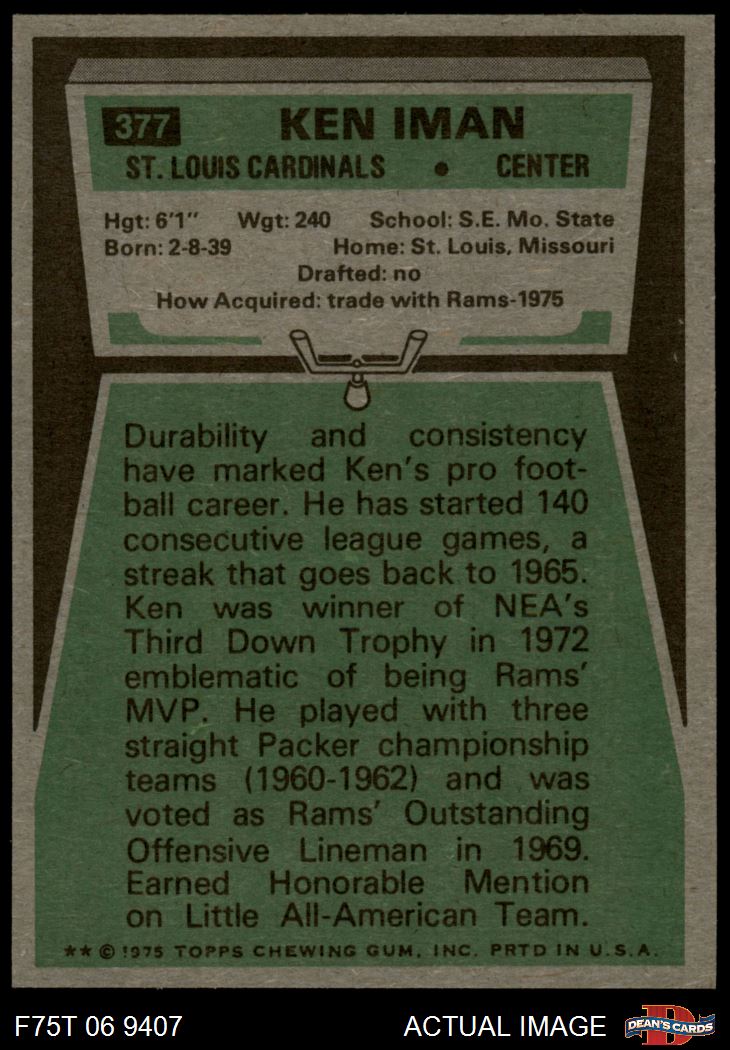 377 KEN IMAN
ST. LOUIS CARDINALS • CENTER
Hgt: 6'1" Wgt: 240 School: S.E. Mo. State
Born: 2-8-39 Home: St. Louis, Missouri
Drafted: no
How Acquired: trade with Rams-1975
Durability and consistency
have marked Ken's pro foot-
ball career. He has started 140
consecutive league games, a
streak that goes back to 1965.
Ken was winner of NEA's
Third Down Trophy in 1972
emblematic of being Rams'
MVP. He played with three
straight Packer championship
teams (1960-1962) and was
voted as Rams' Outstanding
Offensive Lineman in 1969.
Earned Honorable Mention
on Little All-American Team.
** © 1975 TOPPS CHEWING GUM, INC. PRTD IN U.S.A.
F75T 06 9407 ACTUAL IMAGE D DEAN'S CARDS